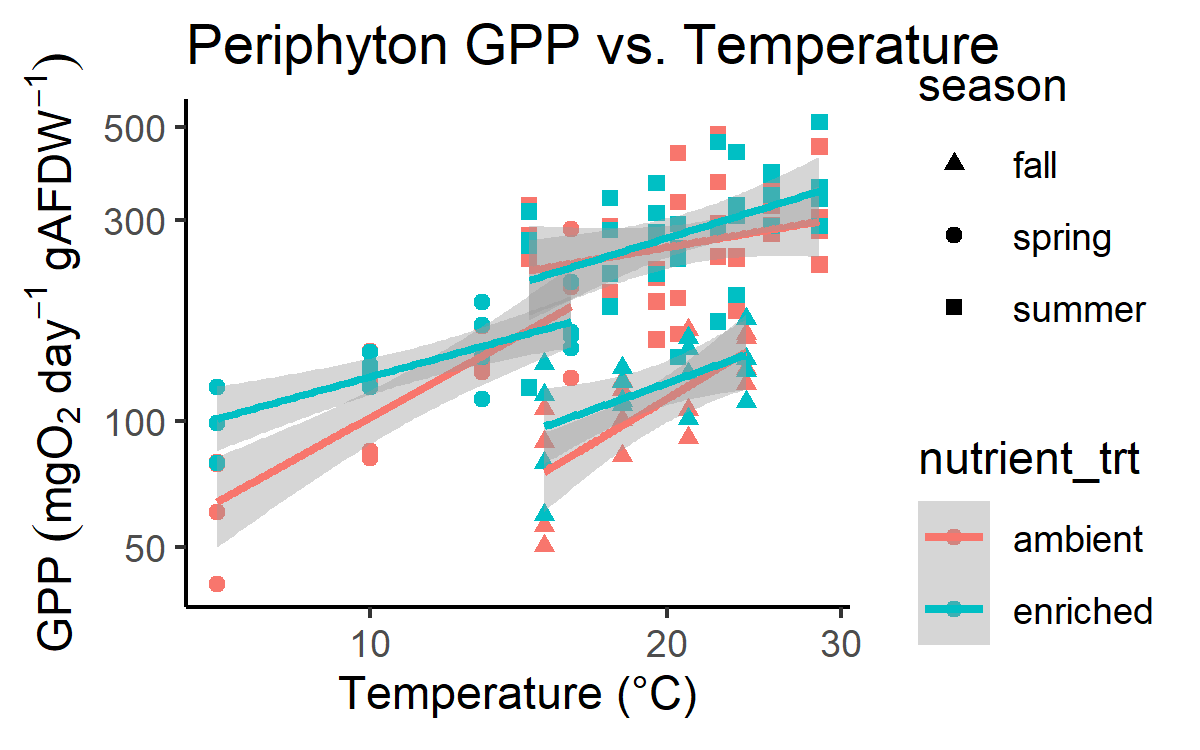 Periphyton GPP vs. Temperature
GPP (mgO₂ day⁻¹ gAFDW⁻¹)
500
300
100
50
10
20
30
Temperature (°C)
season
fall
spring
summer
nutrient_trt
ambient
enriched